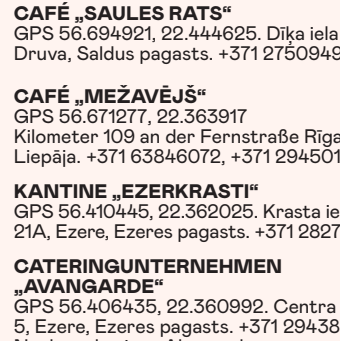 CAFÉ „SAULES RATS“
GPS 56.694921, 22.444625. Dīķa iela
Druva, Saldus pagasts. +371 2750949
CAFÉ „MEŽAVĒJŠ“
GPS 56.671277, 22.363917
Kilometer 109 an der Fernstraße Rīga
Liepāja. +371 63846072, +371 294501
KANTINE „EZERKRASTI“
GPS 56.410445, 22.362025. Krasta ie
21A, Ezere, Ezeres pagasts. +371 2827
CATERINGUNTERNEHMEN
„AVANGARDE“
GPS 56.406435, 22.360992. Centra
5, Ezere, Ezeres pagasts. +371 29438